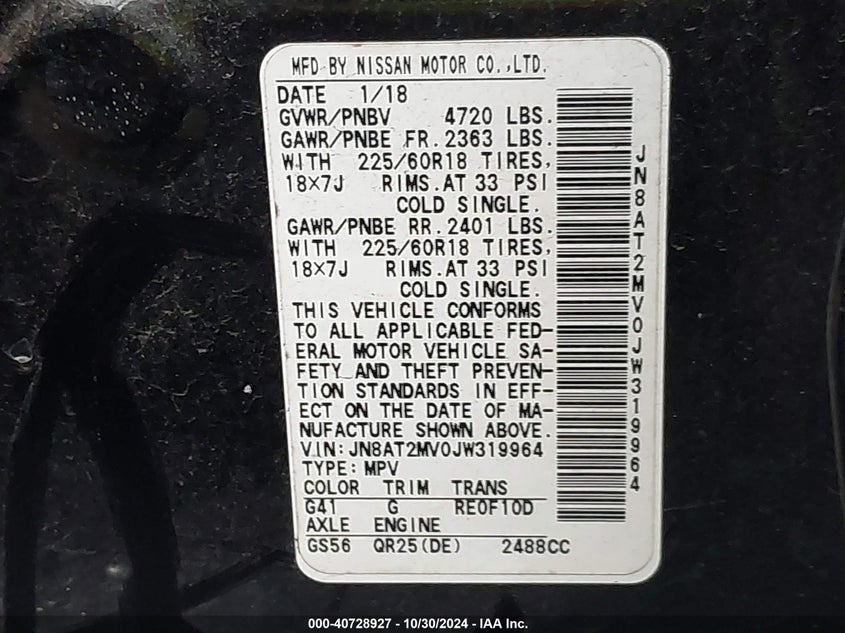 MFD BY NISSAN MOTOR CO.,LTD.
DATE 1/18
GVWR/PNBV 4720 LBS.
GAWR/PNBE FR.2363 LBS.
WITH 225/60R18 TIRES,
18×7J RIMS.AT 33 PSI
COLD SINGLE.
GAWR/PNBE RR.2401 LBS.
WITH 225/60R18 TIRES,
18×7J RIMS.AT 33 PSI
COLD SINGLE.
THIS VEHICLE CONFORMS
TO ALL APPLICABLE FED-
ERAL MOTOR VEHICLE SA-
FETY AND THEFT PREVEN-
TION STANDARDS IN EFF-
ECT ON THE DATE OF MA-
NUFACTURE SHOWN ABOVE.
VIN:JN8AT2MV0JW319964
TYPE:MPV
COLOR TRIM TRANS
G41 G RE0F10D
AXLE ENGINE
GS56 QR25(DE) 2488CC
JN8AT2MV0JW319964
000-40728927 - 10/30/2024 - IAA Inc.